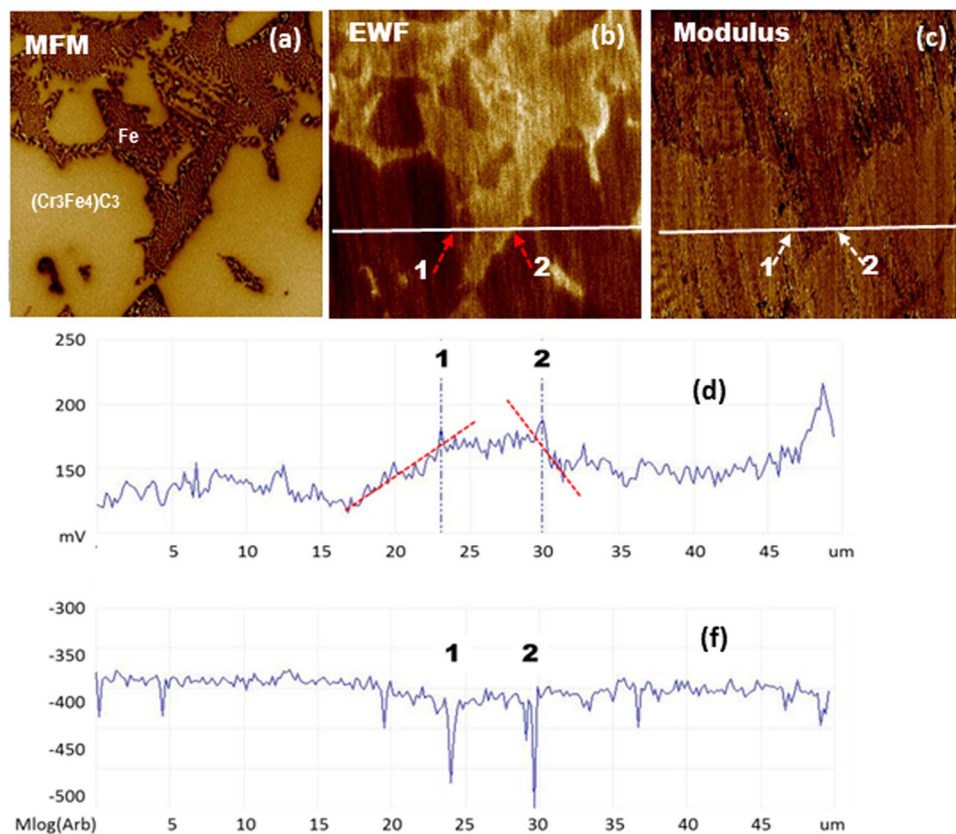 MFM (a)
EWF (b)
Modulus (c)
Fe
(Cr3Fe4)C3
1 2
1 2
250
1 2
(d)
200
150
mV
5 10 15 20 25 30 35 40 45 um
-300
1 2
(f)
-350
-400
-450
-500
Mlog(Arb) 5 10 15 20 25 30 35 40 45 um